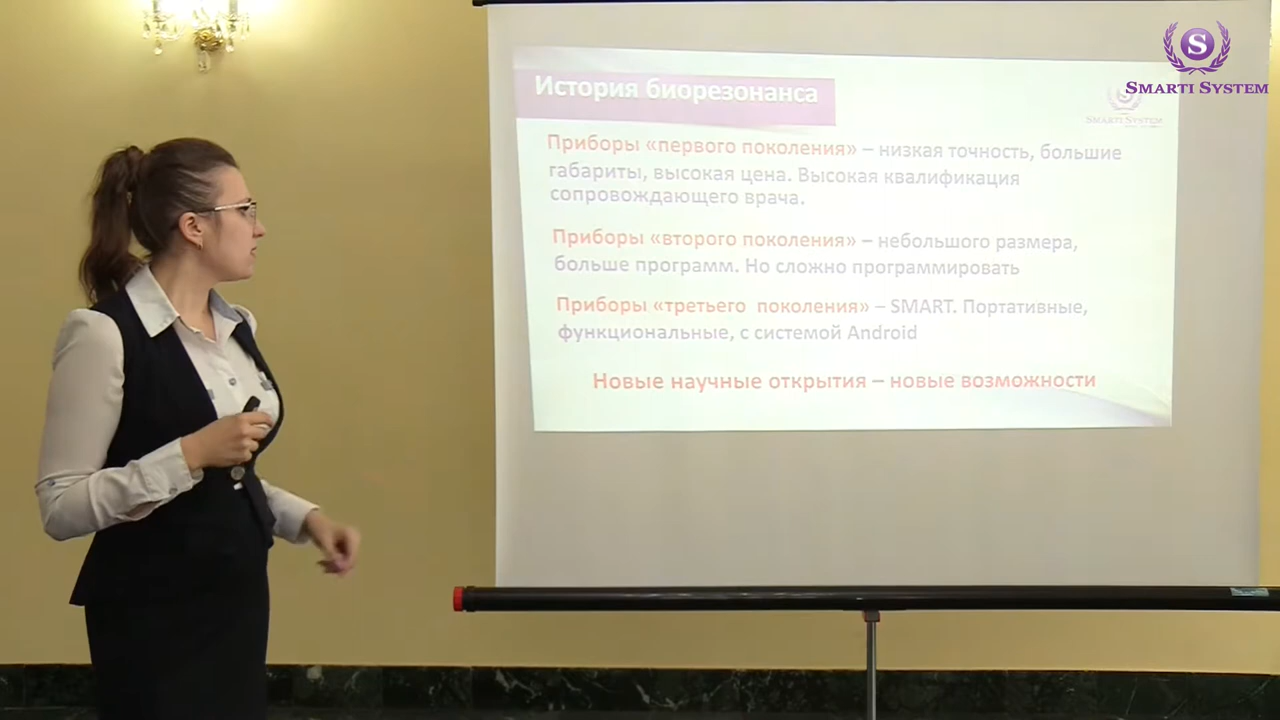 S
SMARTI SYSTEM
История биорезонанса
SMARTI SYSTEM
Приборы «первого поколения» – низкая точность, большие
габариты, высокая цена. Высокая квалификация
сопровождающего врача.
Приборы «второго поколения» – небольшого размера,
больше программ. Но сложно программировать
Приборы «третьего поколения» – SMART. Портативные,
функциональные, с системой Android
Новые научные открытия – новые возможности